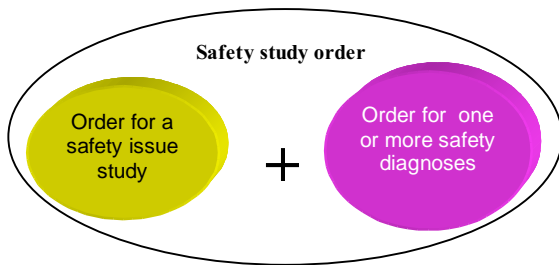 Safety study order
Order for a
safety issue
study
+
Order for one
or more safety
diagnoses